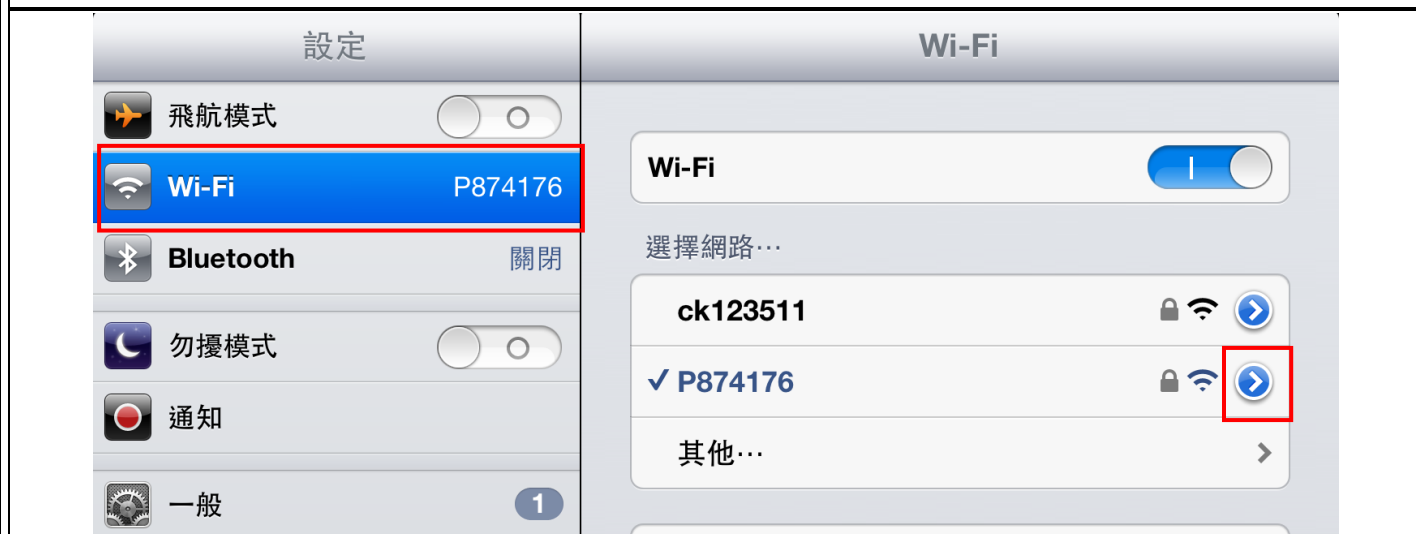 設定
飛航模式
Wi-Fi P874176
Bluetooth 關閉
勿擾模式
通知
一般 1
Wi-Fi
Wi-Fi
選擇網路…
ck123511
✓ P874176
其他…